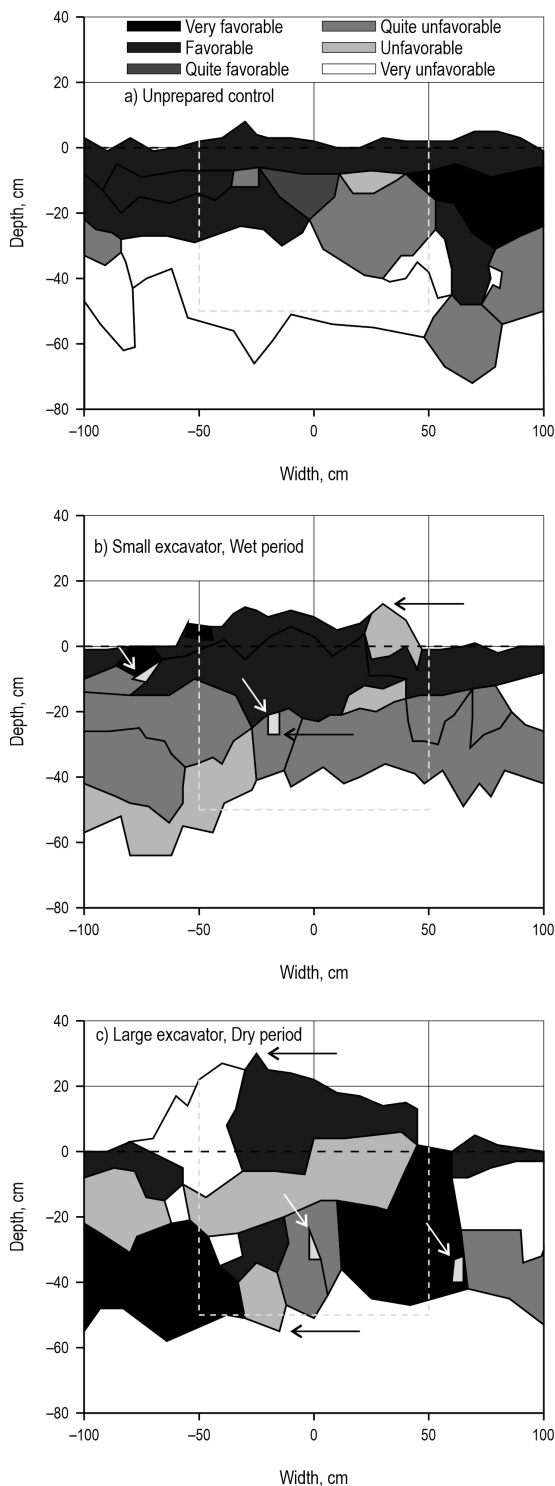 40
Very favorable Quite unfavorable
Favorable Unfavorable
Quite favorable Very unfavorable
20
a) Unprepared control
0
–20
–40
–60
–80
Depth, cm
–100 –50 0 50 100
Width, cm
40
b) Small excavator, Wet period
20
0
–20
–40
–60
–80
Depth, cm
–100 –50 0 50 100
Width, cm
40
c) Large excavator, Dry period
20
0
–20
–40
–60
–80
Depth, cm
–100 –50 0 50 100
Width, cm